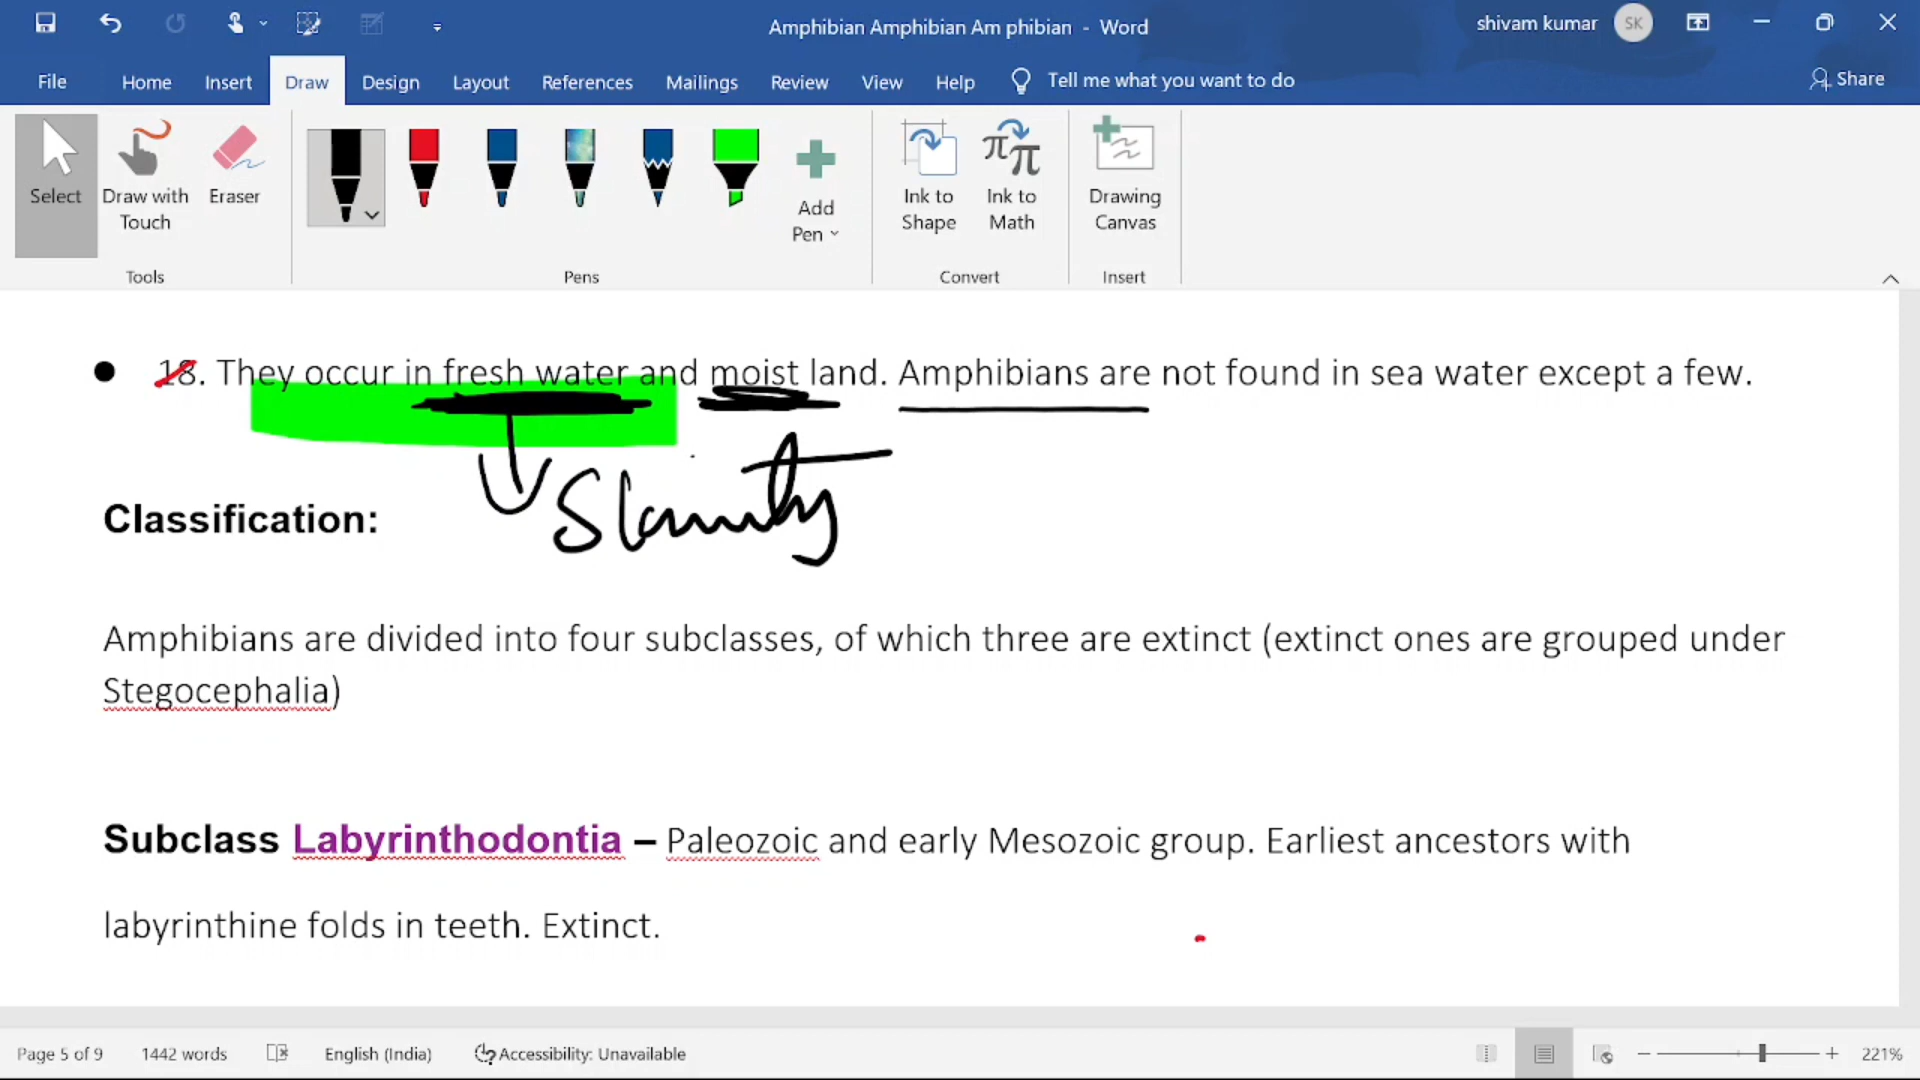 Amphibian Amphibian Am phibian - Word
shivam kumar SK
File Home Insert Draw Design Layout References Mailings Review View Help Tell me what you want to do Share
Select Draw with Touch Eraser Add Pen Ink to Shape Ink to Math Drawing Canvas
Tools Pens Convert Insert
18. They occur in fresh water and moist land. Amphibians are not found in sea water except a few.
Classification:
Amphibians are divided into four subclasses, of which three are extinct (extinct ones are grouped under
Stegocephalia)
Subclass Labyrinthodontia – Paleozoic and early Mesozoic group. Earliest ancestors with
labyrinthine folds in teeth. Extinct.
Page 5 of 9 1442 words English (India) Accessibility: Unavailable 221%